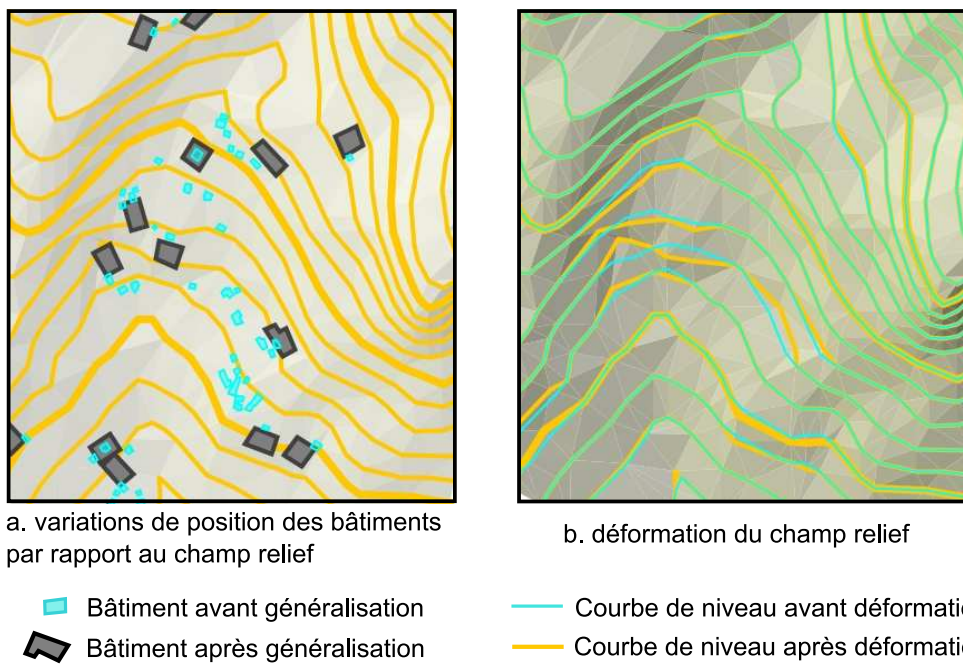 a. variations de position des bâtiments
par rapport au champ relief
b. déformation du champ relief
Bâtiment avant généralisation
Bâtiment après généralisation
Courbe de niveau avant déformatio
Courbe de niveau après déformatio